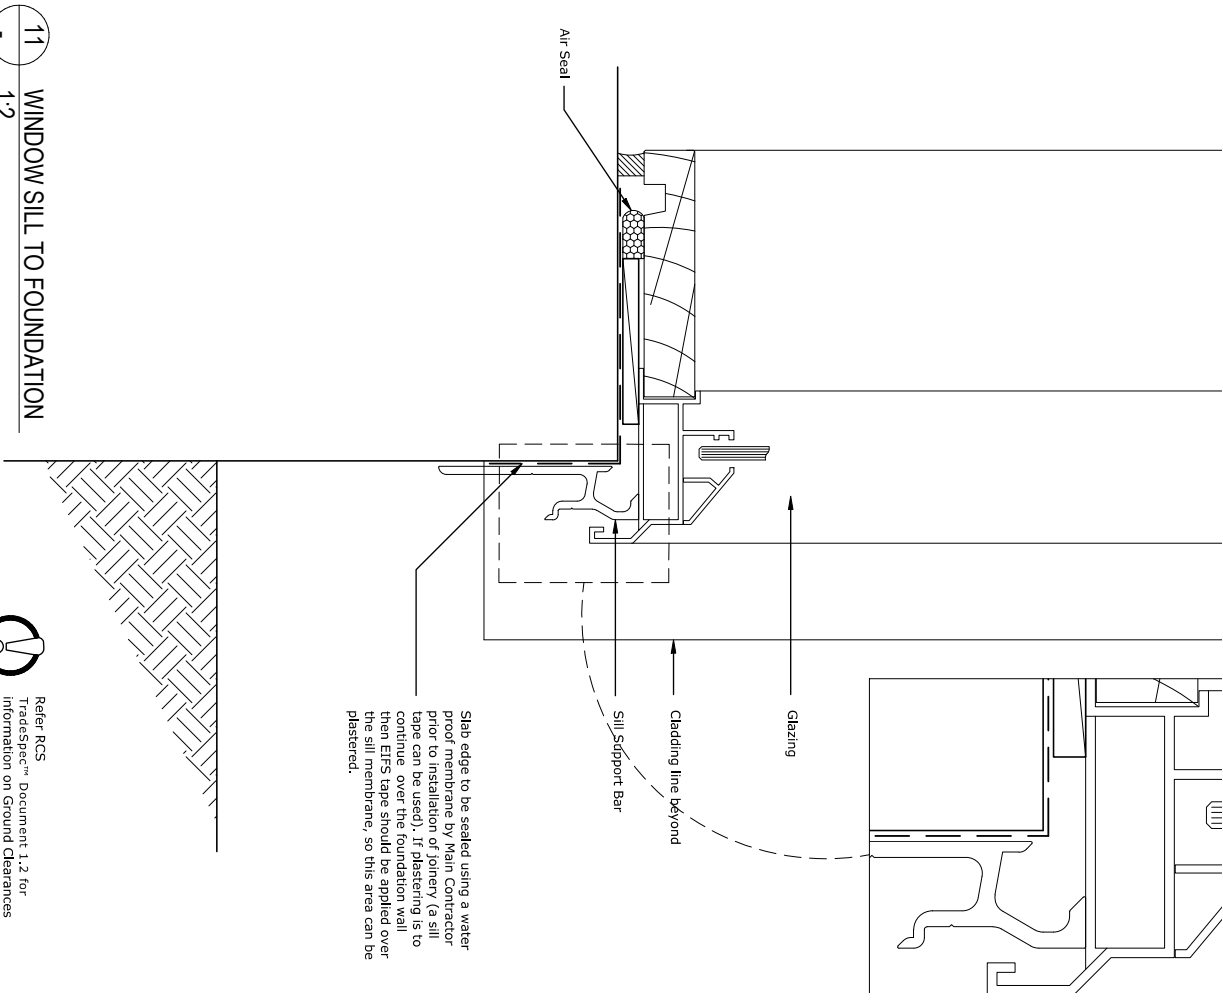 Air Seal
Glazing
Cladding line beyond
Sill Support Bar
Slab edge to be sealed using a water
proof membrane by Main Contractor
prior to installation of joinery (a sill
tape can be used). If plastering is to
continue over the foundation wall
then EIFS tape should be applied over
the sill membrane, so this area can be
plastered.
11
WINDOW SILL TO FOUNDATION
1:2
Refer RCS
TradeSpec™ Document 1.2 for
information on Ground Clearances